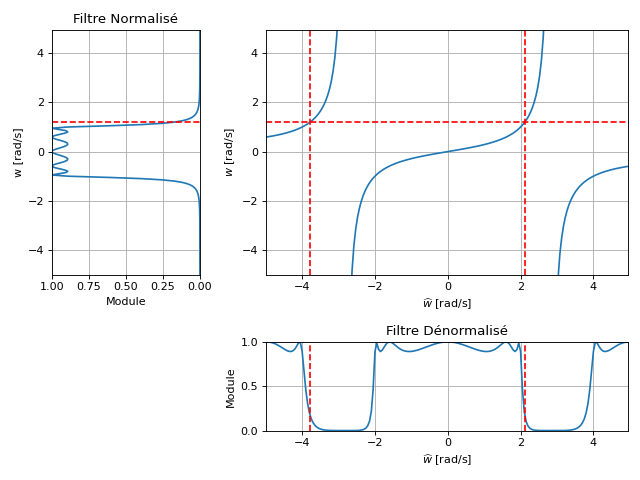 Filtre Normalisé
4
2
0
−2
−4
w [rad/s]
1.00 0.75 0.50 0.25 0.00
Module
4
2
0
−2
−4
w [rad/s]
−4 −2 0 2 4
ŵ [rad/s]
Filtre Dénormalisé
1.0
0.5
0.0
Module
−4 −2 0 2 4
ŵ [rad/s]